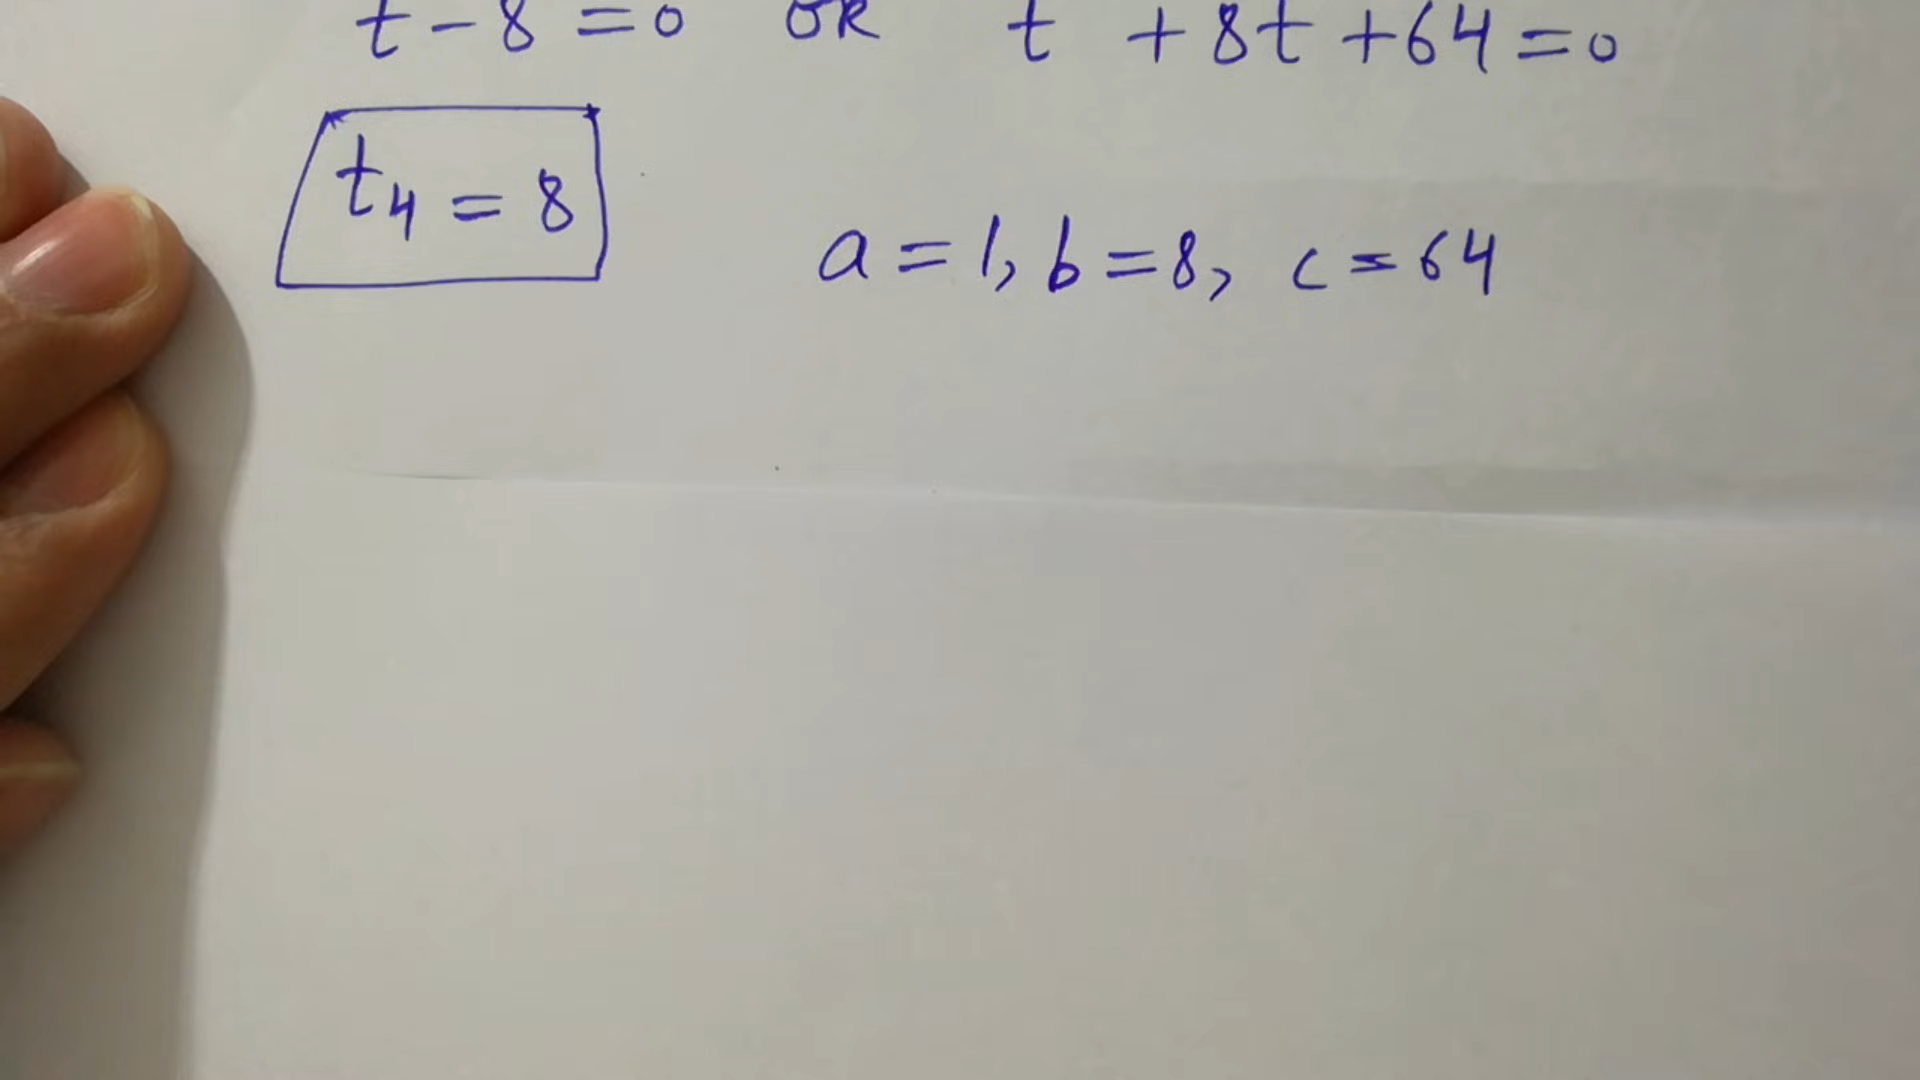 t - 8 = 0 OR t + 8t + 64 = 0
t4 = 8
a = 1, b = 8, c = 64